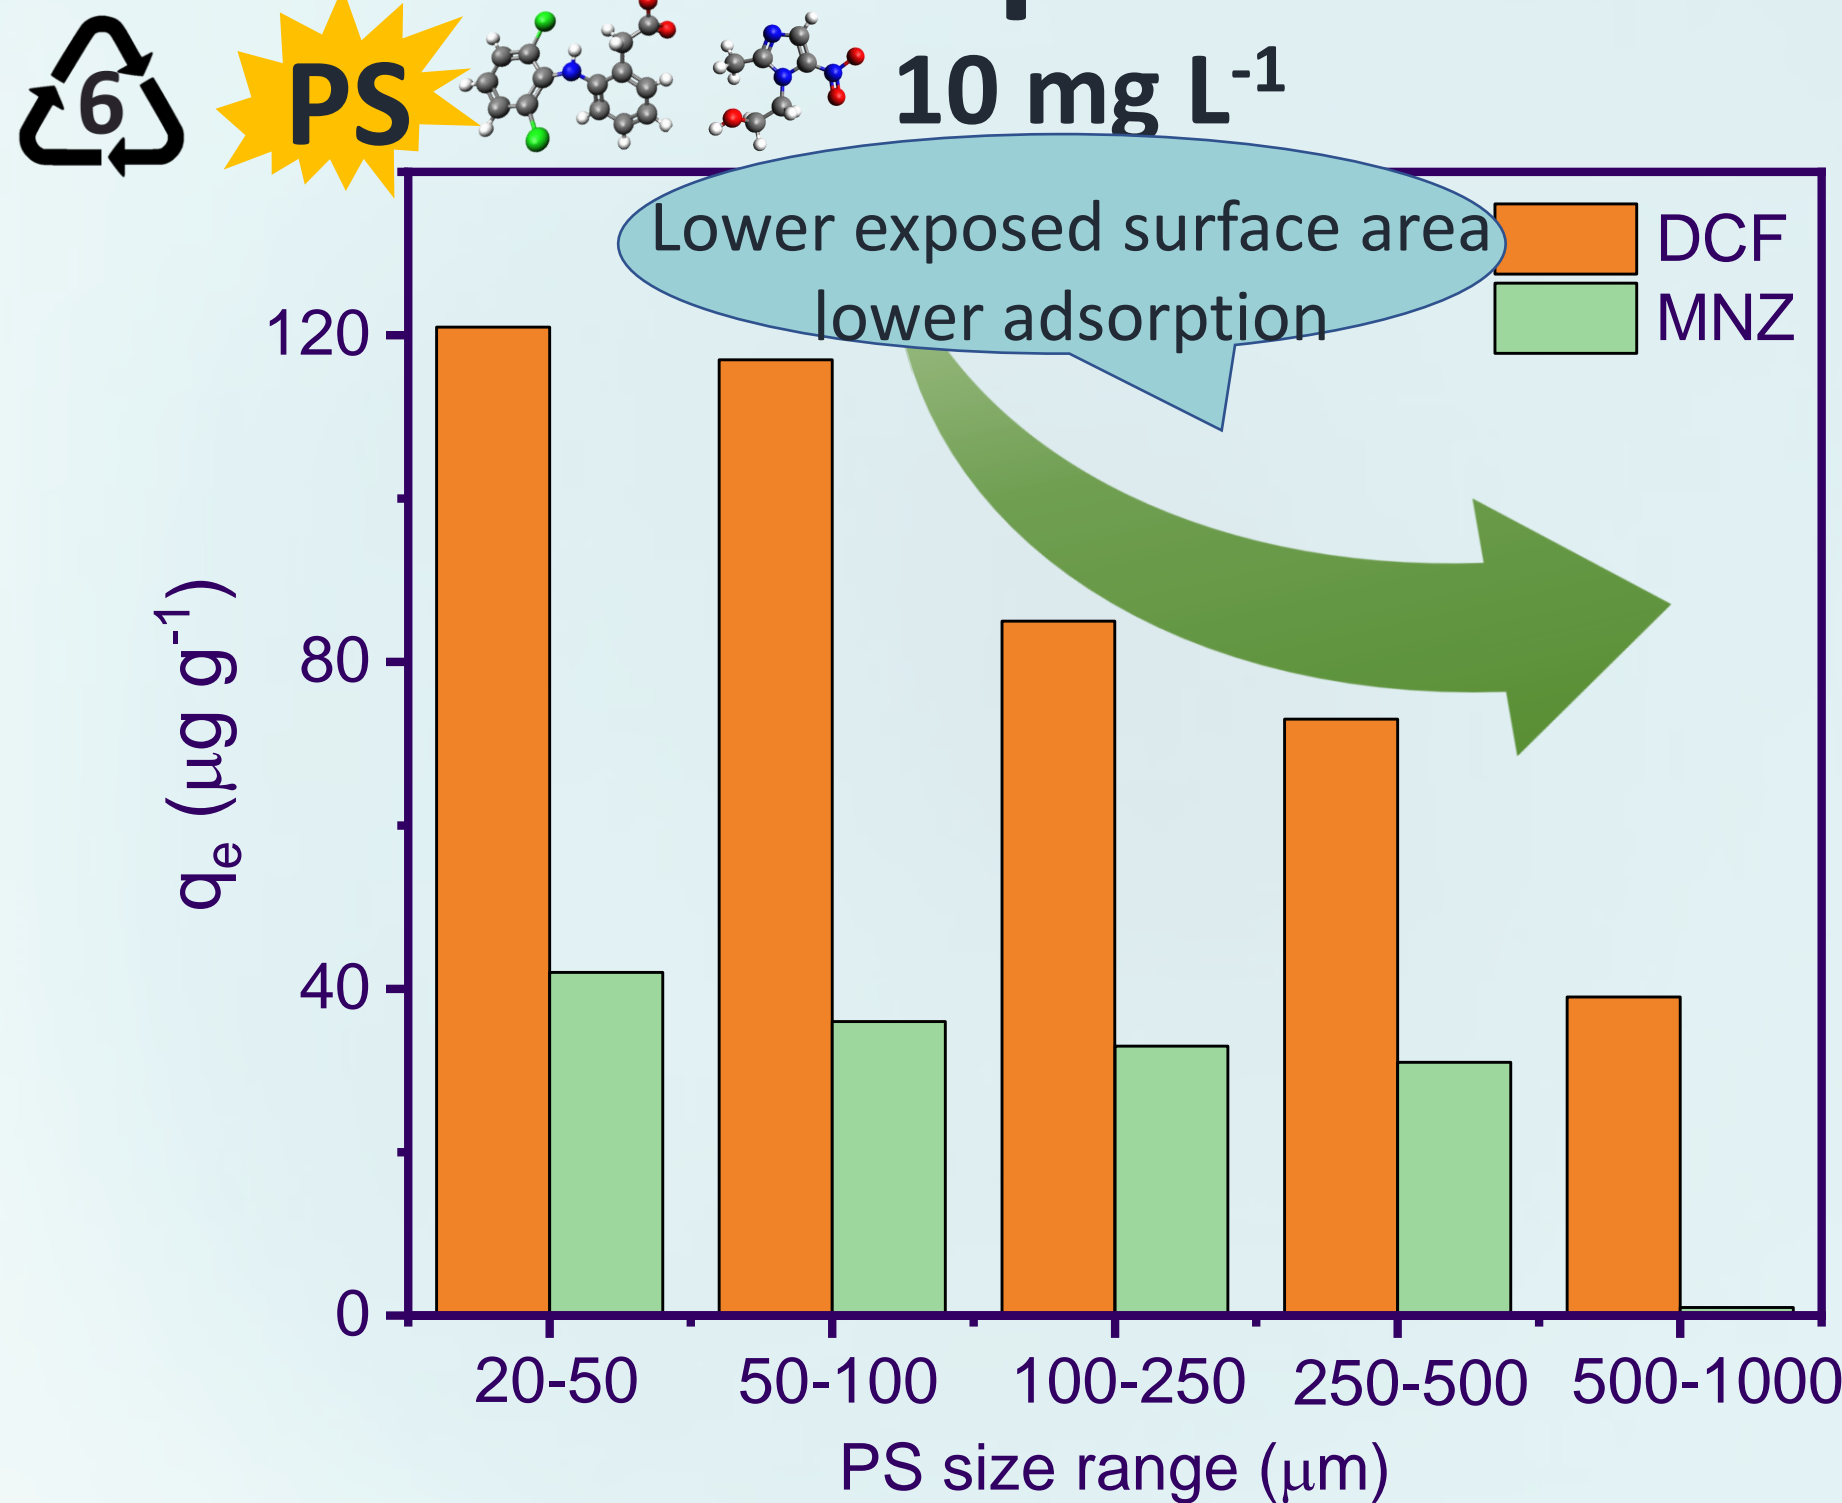 6
PS
10 mg L⁻¹
Lower exposed surface area
lower adsorption
DCF
MNZ
120
80
40
0
qₑ (μg g⁻¹)
20-50 50-100 100-250 250-500 500-1000
PS size range (μm)